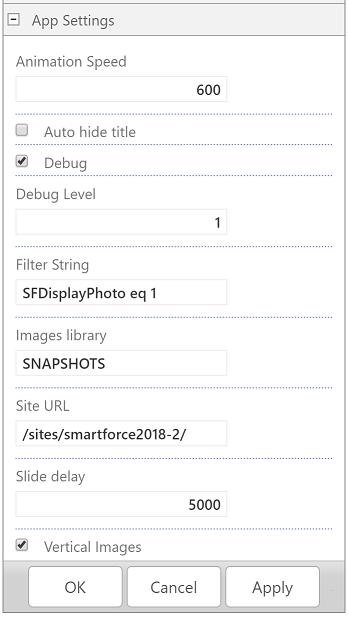 App Settings
Animation Speed
600
Auto hide title
Debug
Debug Level
1
Filter String
SFDisplayPhoto eq 1
Images library
SNAPSHOTS
Site URL
/sites/smartforce2018-2/
Slide delay
5000
Vertical Images
OK Cancel Apply